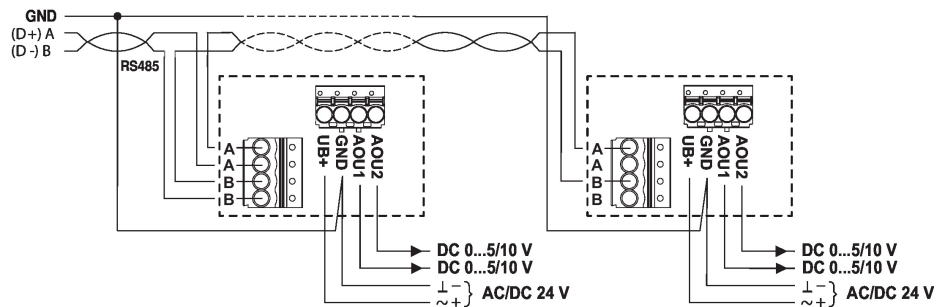 GND
(D+) A
(D -) B
RS485
A
A
B
B
UB+
GND
AOU1
AOU2
DC 0...5/10 V
DC 0...5/10 V
⊥ −
~ +
AC/DC 24 V
A
A
B
B
UB+
GND
AOU1
AOU2
DC 0...5/10 V
DC 0...5/10 V
⊥ −
~ +
AC/DC 24 V